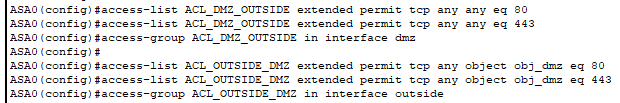 ASA0(config)#access-list ACL_DMZ_OUTSIDE extended permit tcp any any eq 80
ASA0(config)#access-list ACL_DMZ_OUTSIDE extended permit tcp any any eq 443
ASA0(config)#access-group ACL_DMZ_OUTSIDE in interface dmz
ASA0(config)#
ASA0(config)#access-list ACL_OUTSIDE_DMZ extended permit tcp any object obj_dmz eq 80
ASA0(config)#access-list ACL_OUTSIDE_DMZ extended permit tcp any object obj_dmz eq 443
ASA0(config)#access-group ACL_OUTSIDE_DMZ in interface outside